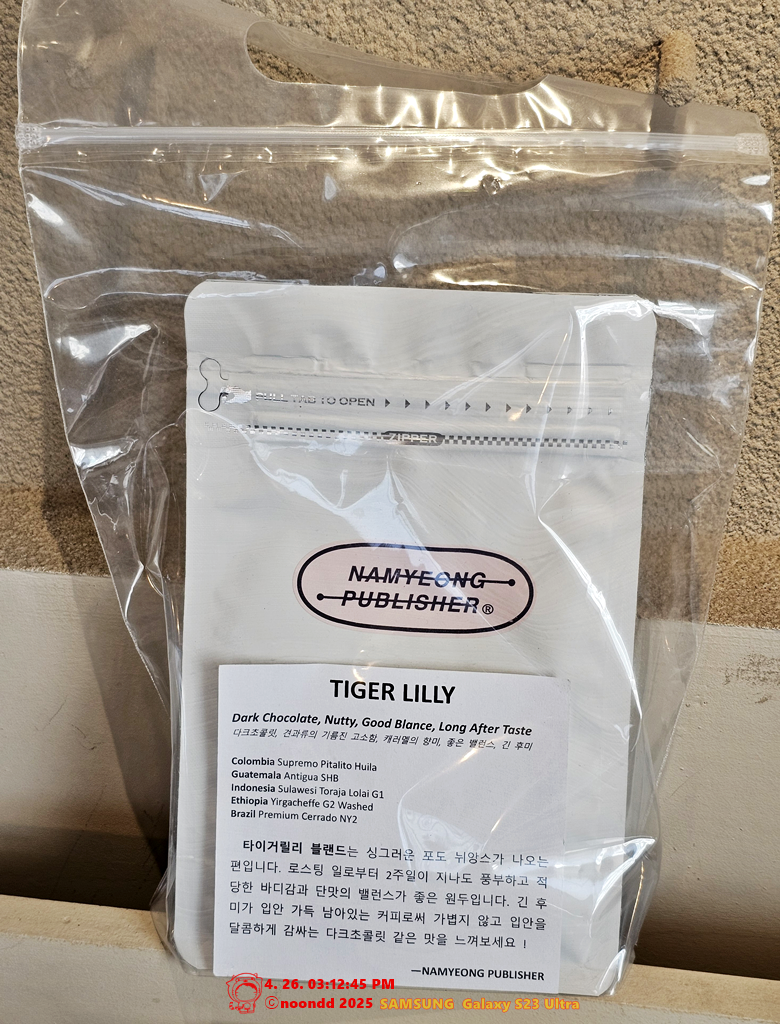 PULL TAB TO OPEN
ZIPPER
NAMYEONG
PUBLISHER®
TIGER LILLY
Dark Chocolate, Nutty, Good Blance, Long After Taste
다크초콜릿, 견과류의 기름진 고소함, 캐러멜의 향미, 좋은 밸런스, 긴 후미
Colombia Supremo Pitalito Huila
Guatemala Antigua SHB
Indonesia Sulawesi Toraja Lolai G1
Ethiopia Yirgacheffe G2 Washed
Brazil Premium Cerrado NY2
타이거릴리 블랜드는 싱그러운 포도 뉘앙스가 나오는
편입니다. 로스팅 일로부터 2주일이 지나도 풍부하고 적
당한 바디감과 단맛의 밸런스가 좋은 원두입니다. 긴 후
미가 입안 가득 남아있는 커피로써 가볍지 않고 입안을
달콤하게 감싸는 다크초콜릿 같은 맛을 느껴보세요 !
—NAMYEONG PUBLISHER
4. 26. 03:12:45 PM
©noondd 2025 SAMSUNG Galaxy S23 Ultra